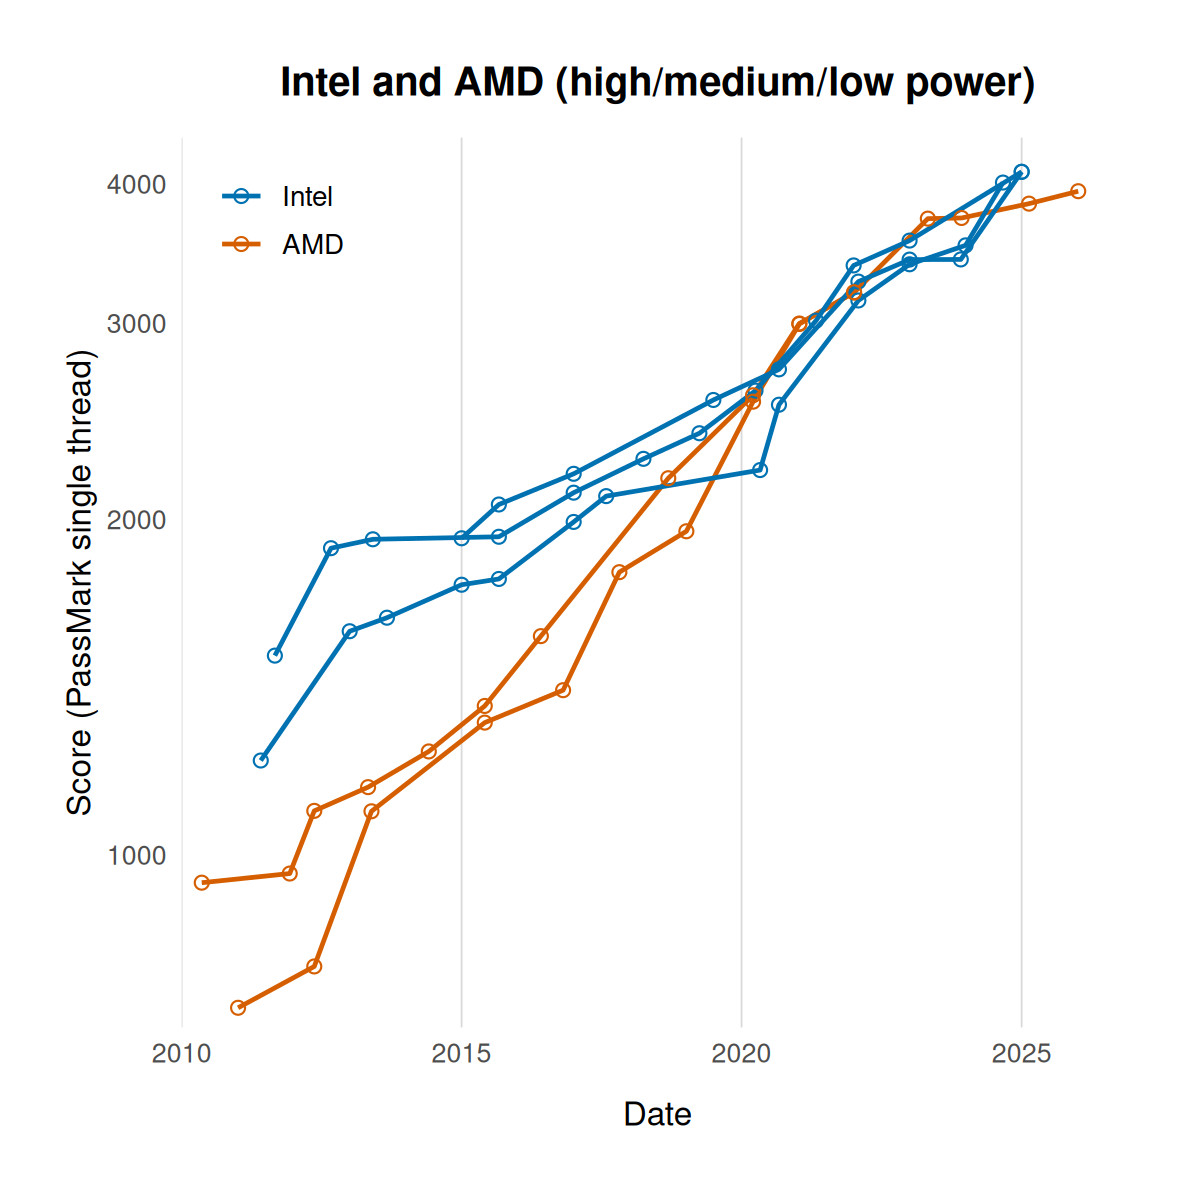 Intel and AMD (high/medium/low power)
Intel
AMD
4000
3000
2000
1000
Score (PassMark single thread)
2010
2015
2020
2025
Date